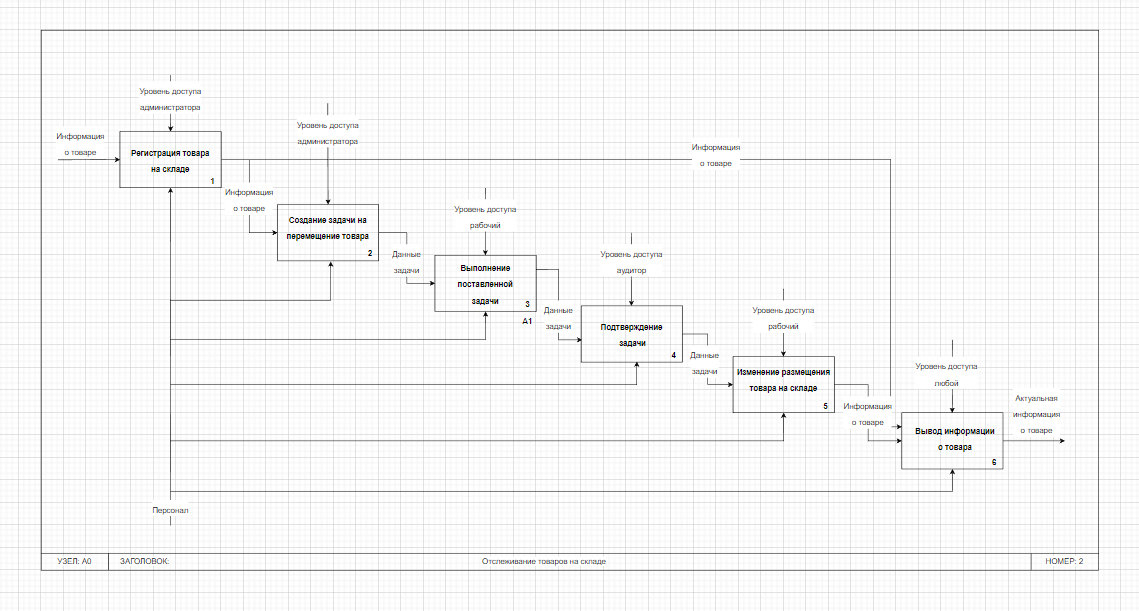 Уровень доступа
администратора
Информация
о товаре
Регистрация товара
на складе
1
Уровень доступа
администратора
Информация
о товаре
Информация
о товаре
Создание задачи на
перемещение товара
2
Уровень доступа
рабочий
Данные
задачи
Выполнение
поставленной
задачи
3
А1
Уровень доступа
аудитор
Данные
задачи
Подтверждение
задачи
4
Уровень доступа
рабочий
Данные
задачи
Изменение размещения
товара на складе
5
Уровень доступа
любой
Информация
о товаре
Вывод информации
о товара
6
Актуальная
информация
о товаре
Персонал
УЗЕЛ: А0
ЗАГОЛОВОК:
Отслеживание товаров на складе
НОМЕР: 2